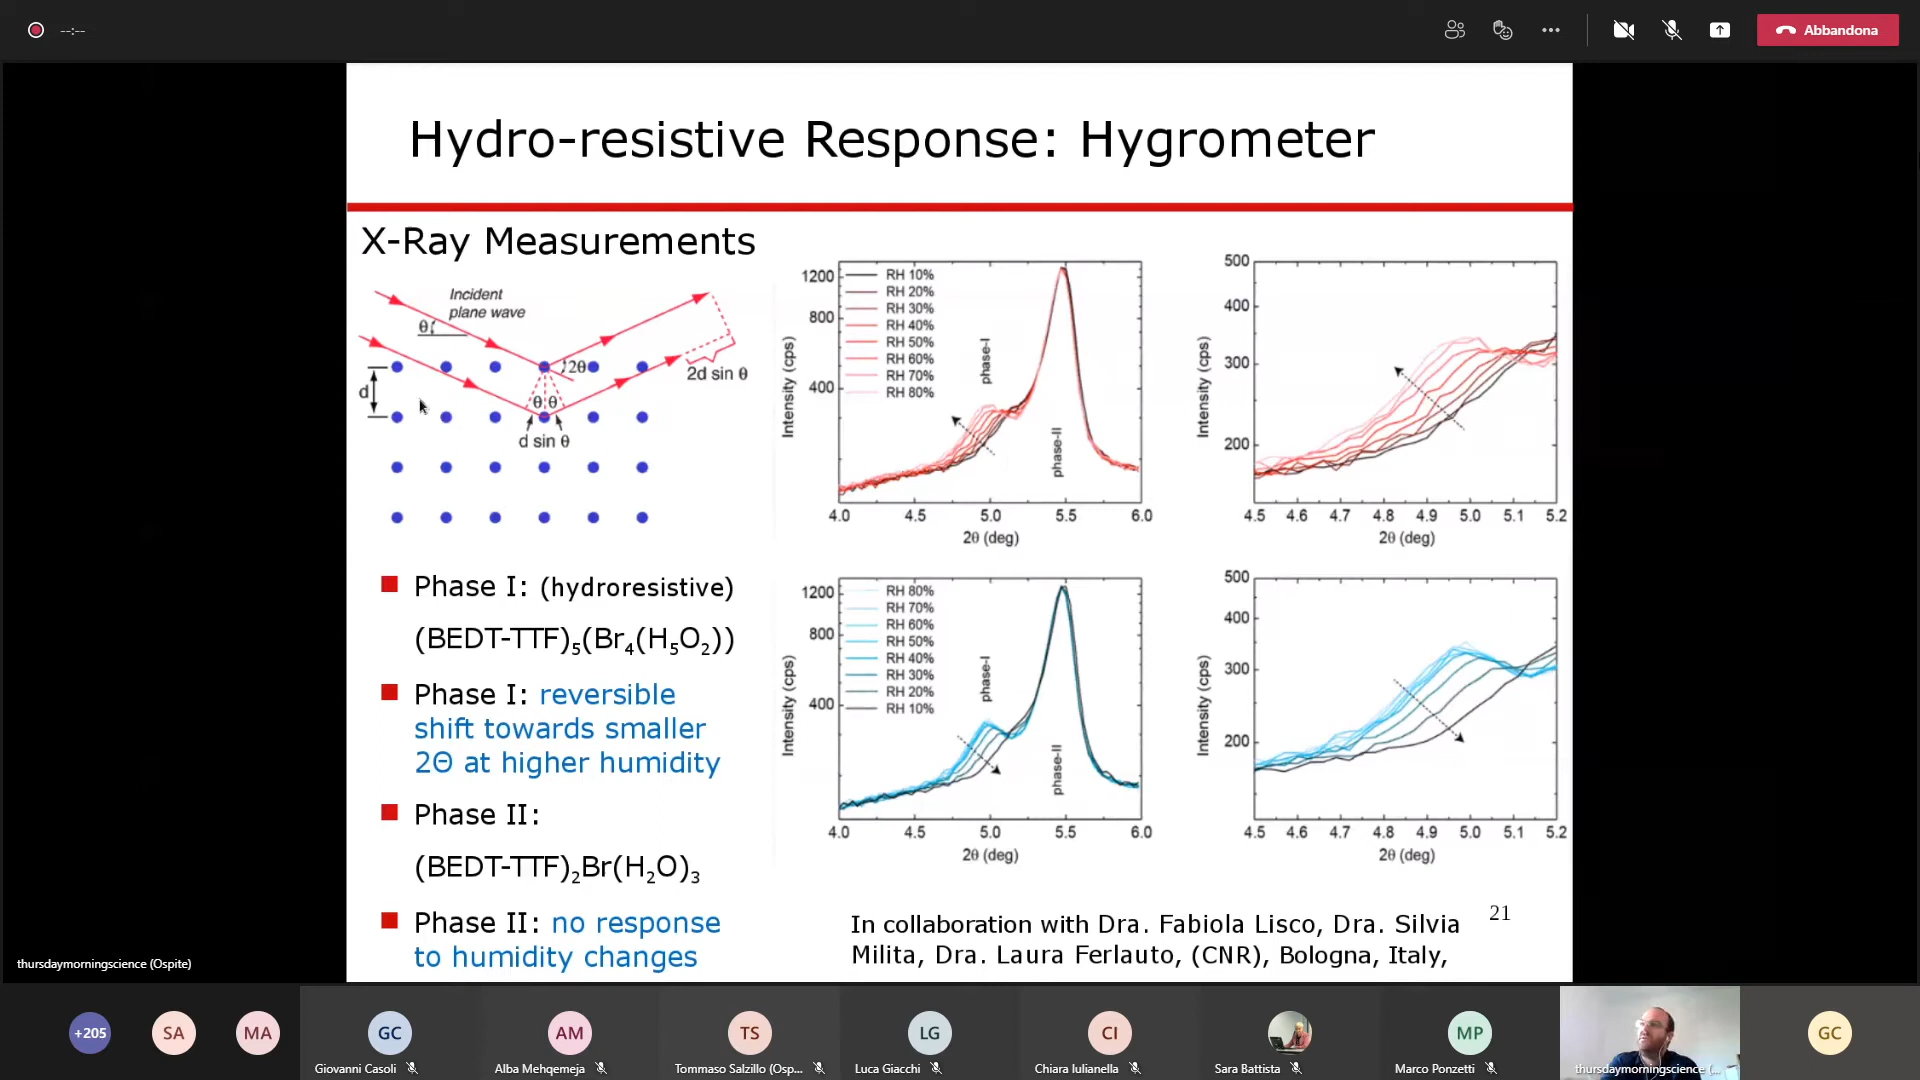 --:--
Abbandona
Hydro-resistive Response: Hygrometer
X-Ray Measurements
Incident
plane wave
θ
2θ
2d sin θ
d
θ θ
d sin θ
Phase I: (hydroresistive)
(BEDT-TTF)₅(Br₄(H₅O₂))
Phase I: reversible
shift towards smaller
2Θ at higher humidity
Phase II:
(BEDT-TTF)₂Br(H₂O)₃
Phase II: no response
to humidity changes
1200
800
400
Intensity (cps)
RH 10%
RH 20%
RH 30%
RH 40%
RH 50%
RH 60%
RH 70%
RH 80%
phase-I
phase-II
4.0 4.5 5.0 5.5 6.0
2θ (deg)
500
400
300
200
Intensity (cps)
4.5 4.6 4.7 4.8 4.9 5.0 5.1 5.2
2θ (deg)
1200
800
400
Intensity (cps)
RH 80%
RH 70%
RH 60%
RH 50%
RH 40%
RH 30%
RH 20%
RH 10%
phase-I
phase-II
4.0 4.5 5.0 5.5 6.0
2θ (deg)
500
400
300
200
Intensity (cps)
4.5 4.6 4.7 4.8 4.9 5.0 5.1 5.2
2θ (deg)
In collaboration with Dra. Fabiola Lisco, Dra. Silvia
Milita, Dra. Laura Ferlauto, (CNR), Bologna, Italy,
21
thursdaymorningscience (Ospite)
+205 SA MA GC AM TS LG CI MP GC
Giovanni Casoli Alba Mehqemeja Tommaso Salzillo (Osp... Luca Giacchi Chiara Iulianella Sara Battista Marco Ponzetti thursdaymorningscience (...